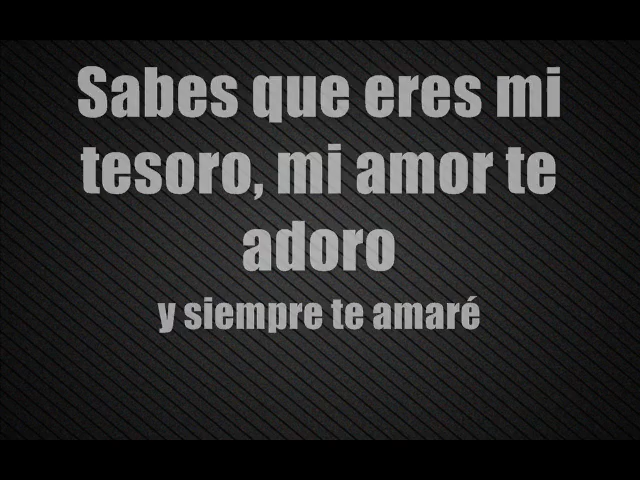 Sabes que eres mi
tesoro, mi amor te
adoro
y siempre te amaré